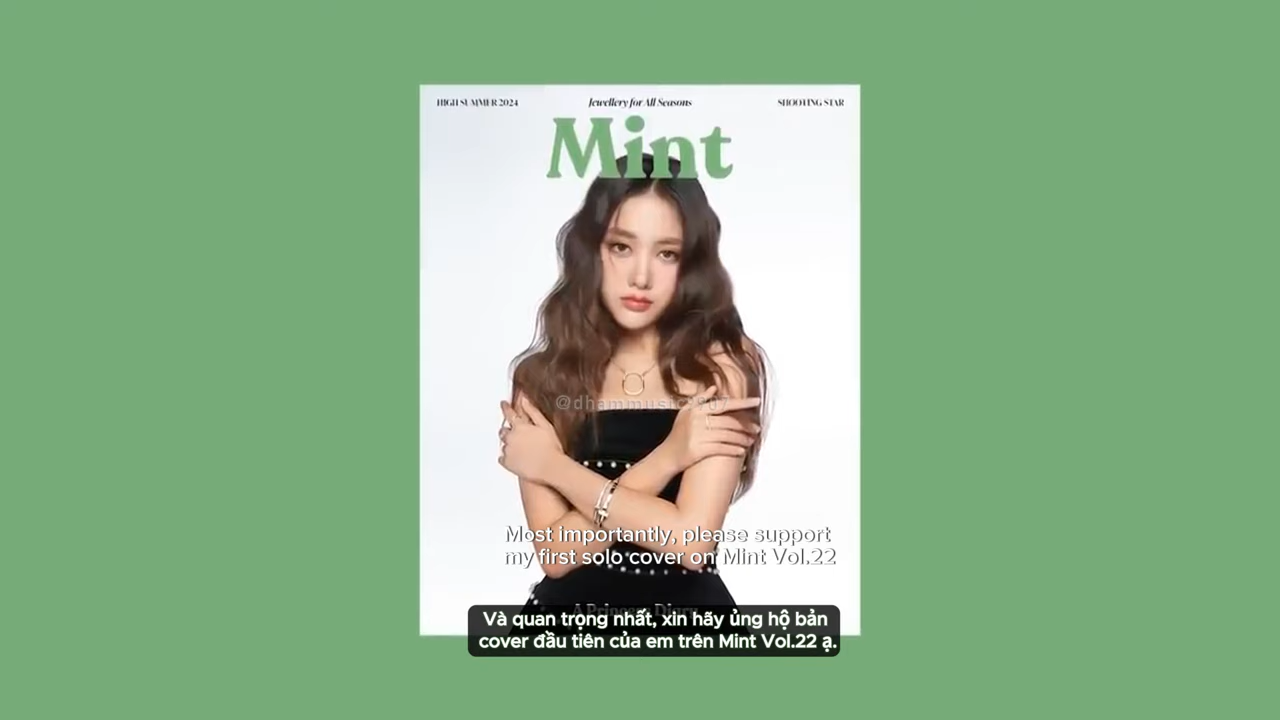 HIGH SUMMER 2024
Jewellery for All Seasons
SHOOTING STAR
Mint
@dhammusic
Most importantly, please support
my first solo cover on Mint Vol.22
A Princess Diary
Và quan trọng nhất, xin hãy ủng hộ bản
cover đầu tiên của em trên Mint Vol.22 ạ.